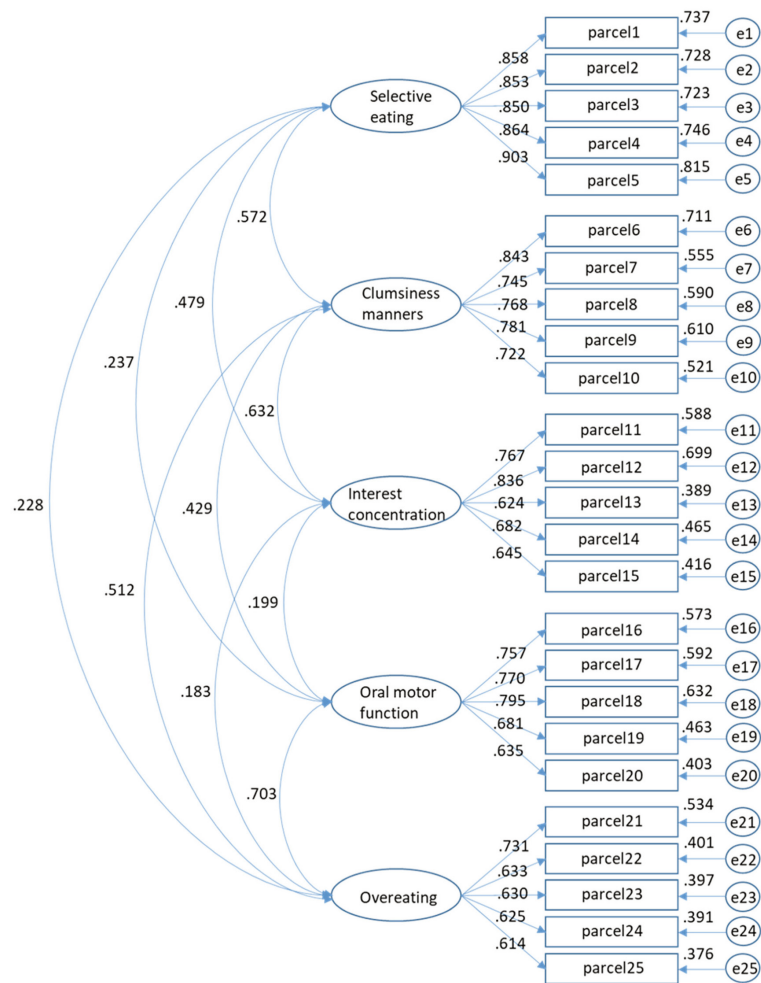 .737
parcel1
e1
.858
.728
parcel2
e2
.853
.723
Selective
eating
parcel3
e3
.850
.746
parcel4
e4
.864
.815
parcel5
e5
.903
.572
.711
parcel6
e6
.843
.555
parcel7
e7
.745
.590
Clumsiness
manners
parcel8
e8
.768
.610
parcel9
e9
.781
.521
parcel10
e10
.722
.479
.237
.632
.588
parcel11
e11
.767
.699
parcel12
e12
.836
.389
Interest
concentration
parcel13
e13
.624
.465
parcel14
e14
.682
.416
parcel15
e15
.645
.228
.429
.512
.199
.573
parcel16
e16
.757
.592
parcel17
e17
.770
.632
Oral motor
function
parcel18
e18
.795
.463
parcel19
e19
.681
.403
parcel20
e20
.635
.183
.703
.534
parcel21
e21
.731
.401
parcel22
e22
.633
.397
Overeating
parcel23
e23
.630
.391
parcel24
e24
.625
.376
parcel25
e25
.614